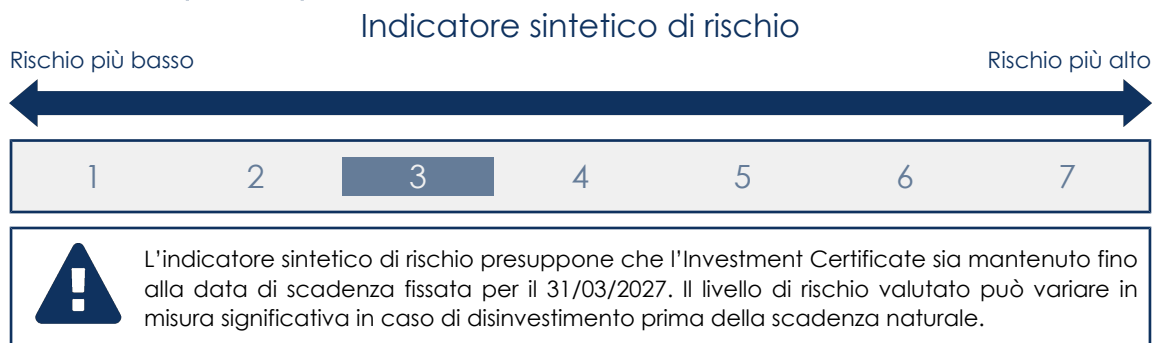 Indicatore sintetico di rischio
Rischio più basso Rischio più alto
1 2 3 4 5 6 7
L'indicatore sintetico di rischio presuppone che l'Investment Certificate sia mantenuto fino
alla data di scadenza fissata per il 31/03/2027. Il livello di rischio valutato può variare in
misura significativa in caso di disinvestimento prima della scadenza naturale.